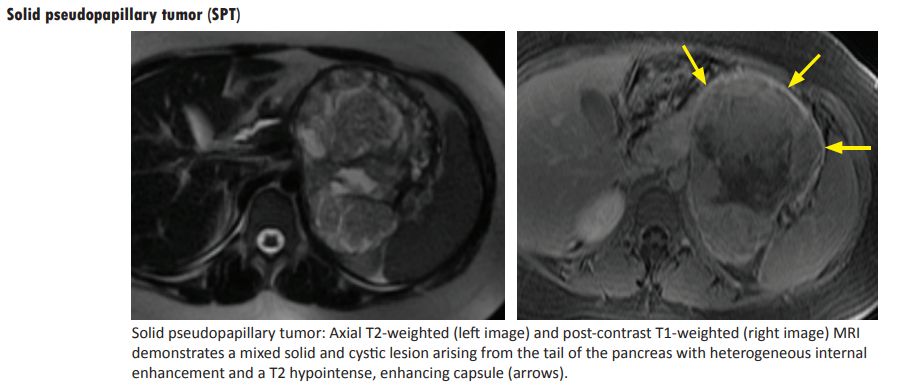 Solid pseudopapillary tumor (SPT)
Solid pseudopapillary tumor: Axial T2-weighted (left image) and post-contrast T1-weighted (right image) MRI
demonstrates a mixed solid and cystic lesion arising from the tail of the pancreas with heterogeneous internal
enhancement and a T2 hypointense, enhancing capsule (arrows).